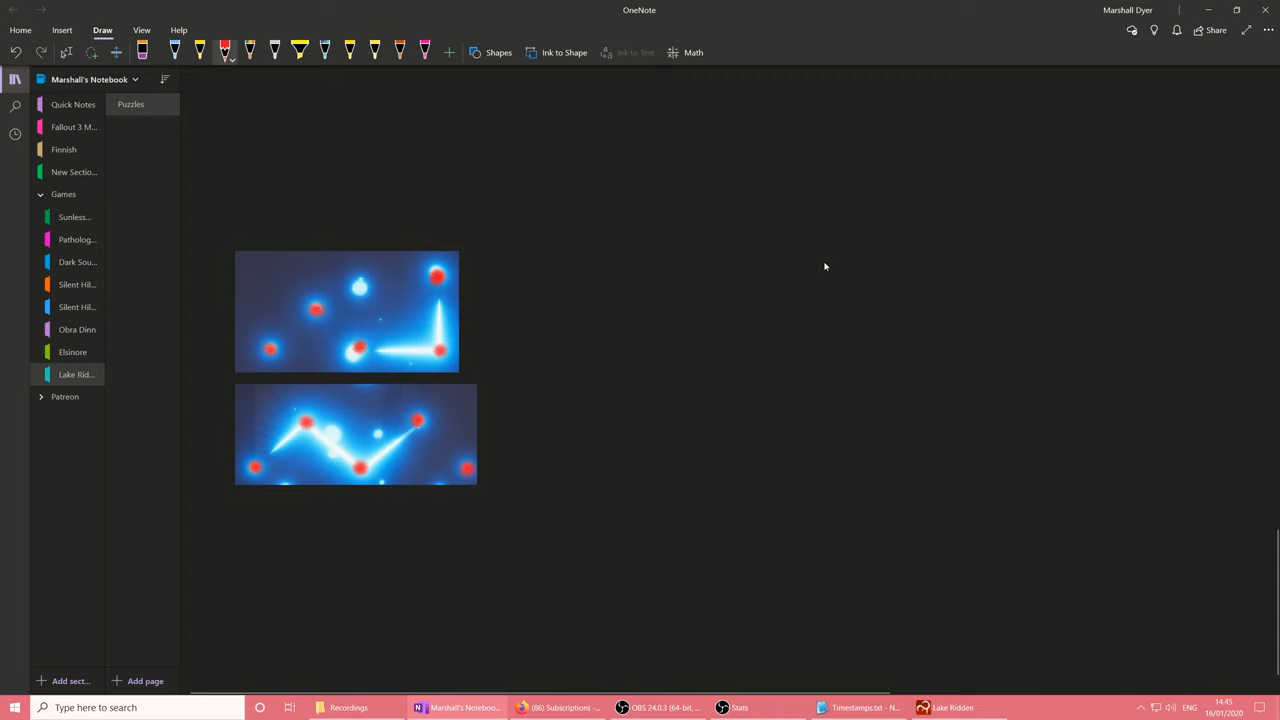 OneNote
Marshall Dyer
Home
Insert
Draw
View
Help
Share
Shapes
Ink to Shape
Ink to Text
Math
Marshall's Notebook
Quick Notes
Puzzles
Fallout 3 M...
Finnish
New Sectio...
Games
Sunless...
Patholog...
Dark Sou...
Silent Hil...
Silent Hil...
Obra Dinn
Elsinore
Lake Rid...
Patreon
Add sect...
Add page
Type here to search
Recordings
Marshall's Noteboo...
(86) Subscriptions -...
OBS 24.0.3 (64-bit, ...
Stats
Timestamps.txt - N...
Lake Ridden
ENG
14.45
16/01/2020